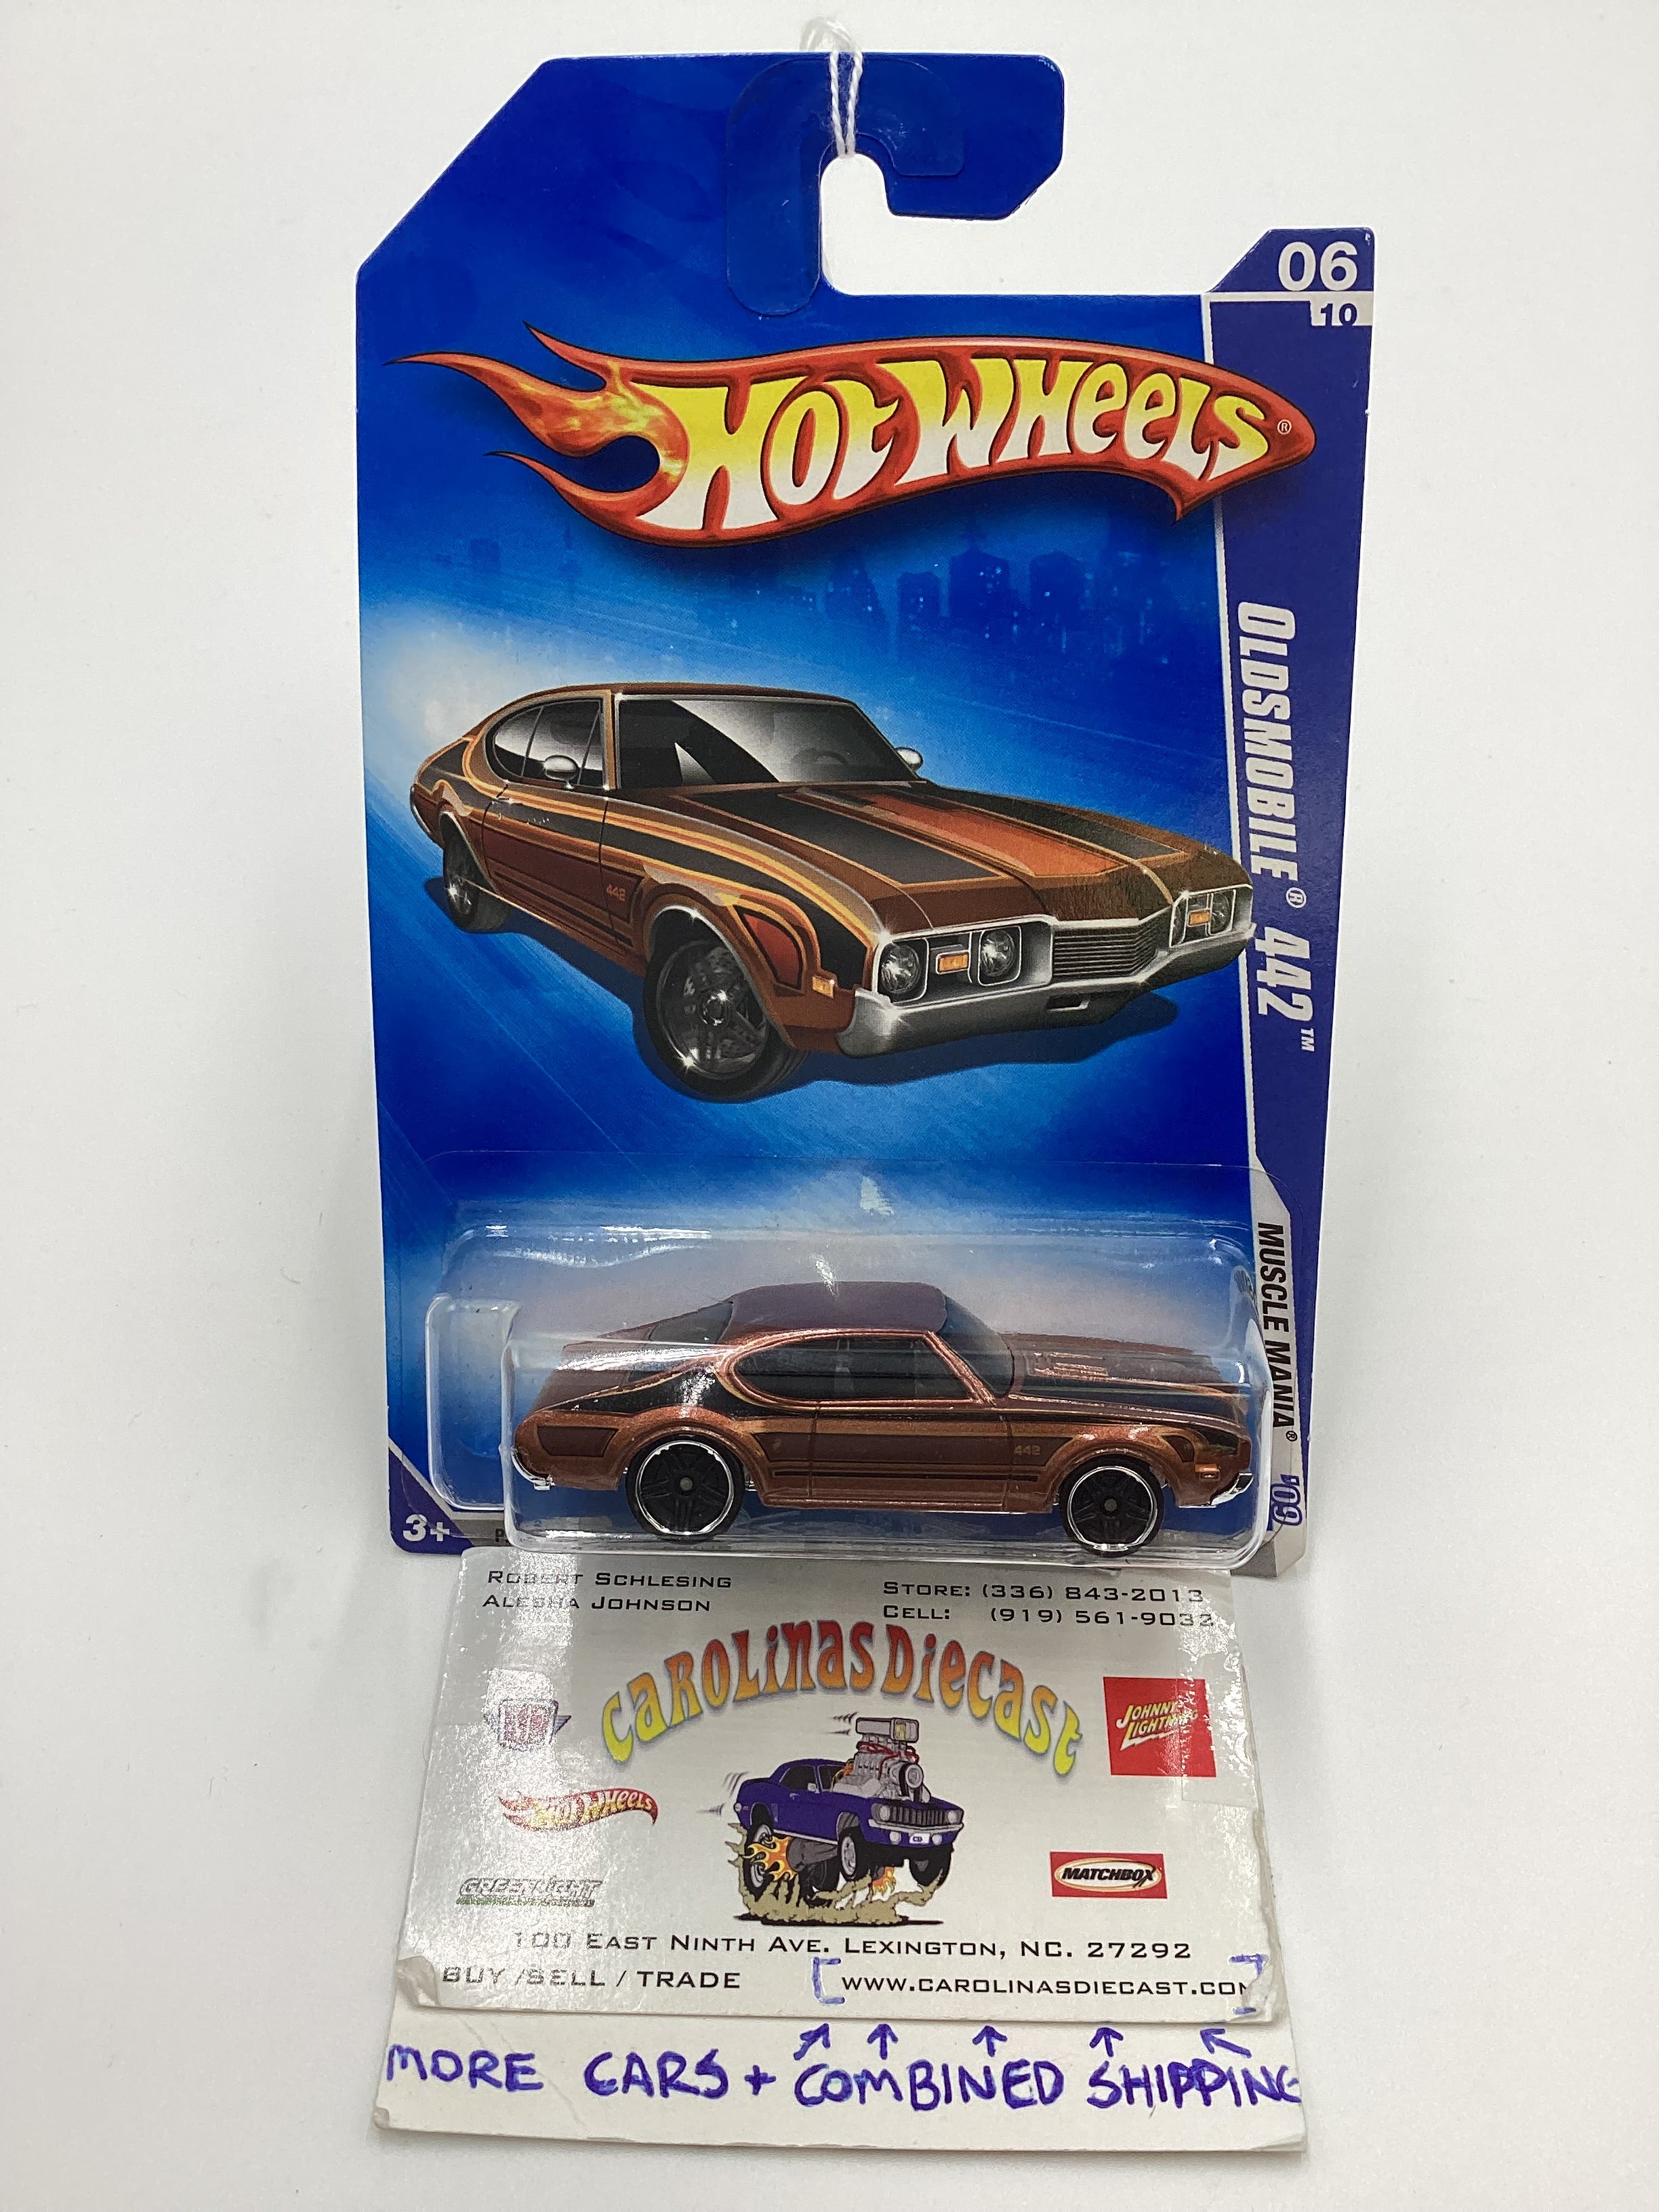 06
10
HOT WHEELS®
OLDSMOBILE® 442™
442
MUSCLE MANIA®
'09
442
3+
ROBERT SCHLESING
ALESHA JOHNSON
STORE: (336) 843-2013
CELL: (919) 561-9032
CAROLINAS DIECAST
JOHNNY
LIGHTNING
HOT WHEELS
MATCHBOX
GREENLIGHT
100 EAST NINTH AVE. LEXINGTON, NC. 27292
BUY / SELL / TRADE [WWW.CAROLINASDIECAST.COM]
MORE CARS + COMBINED SHIPPING